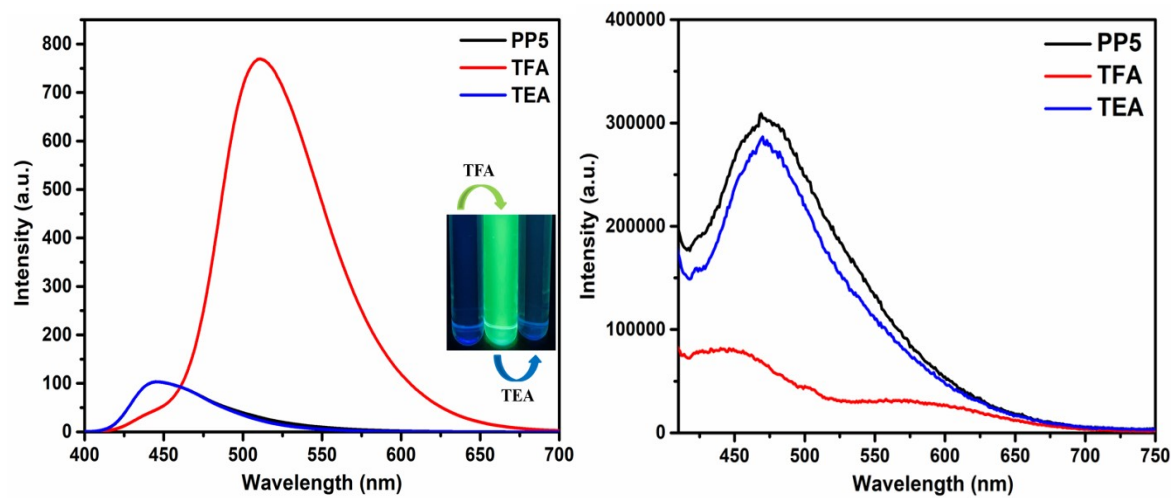 800
700
600
500
400
300
200
100
0
Intensity (a.u.)
400 450 500 550 600 650 700
Wavelength (nm)
PP5
TFA
TEA
TFA
TEA
400000
300000
200000
100000
0
Intensity (a.u.)
450 500 550 600 650 700 750
Wavelength (nm)
PP5
TFA
TEA